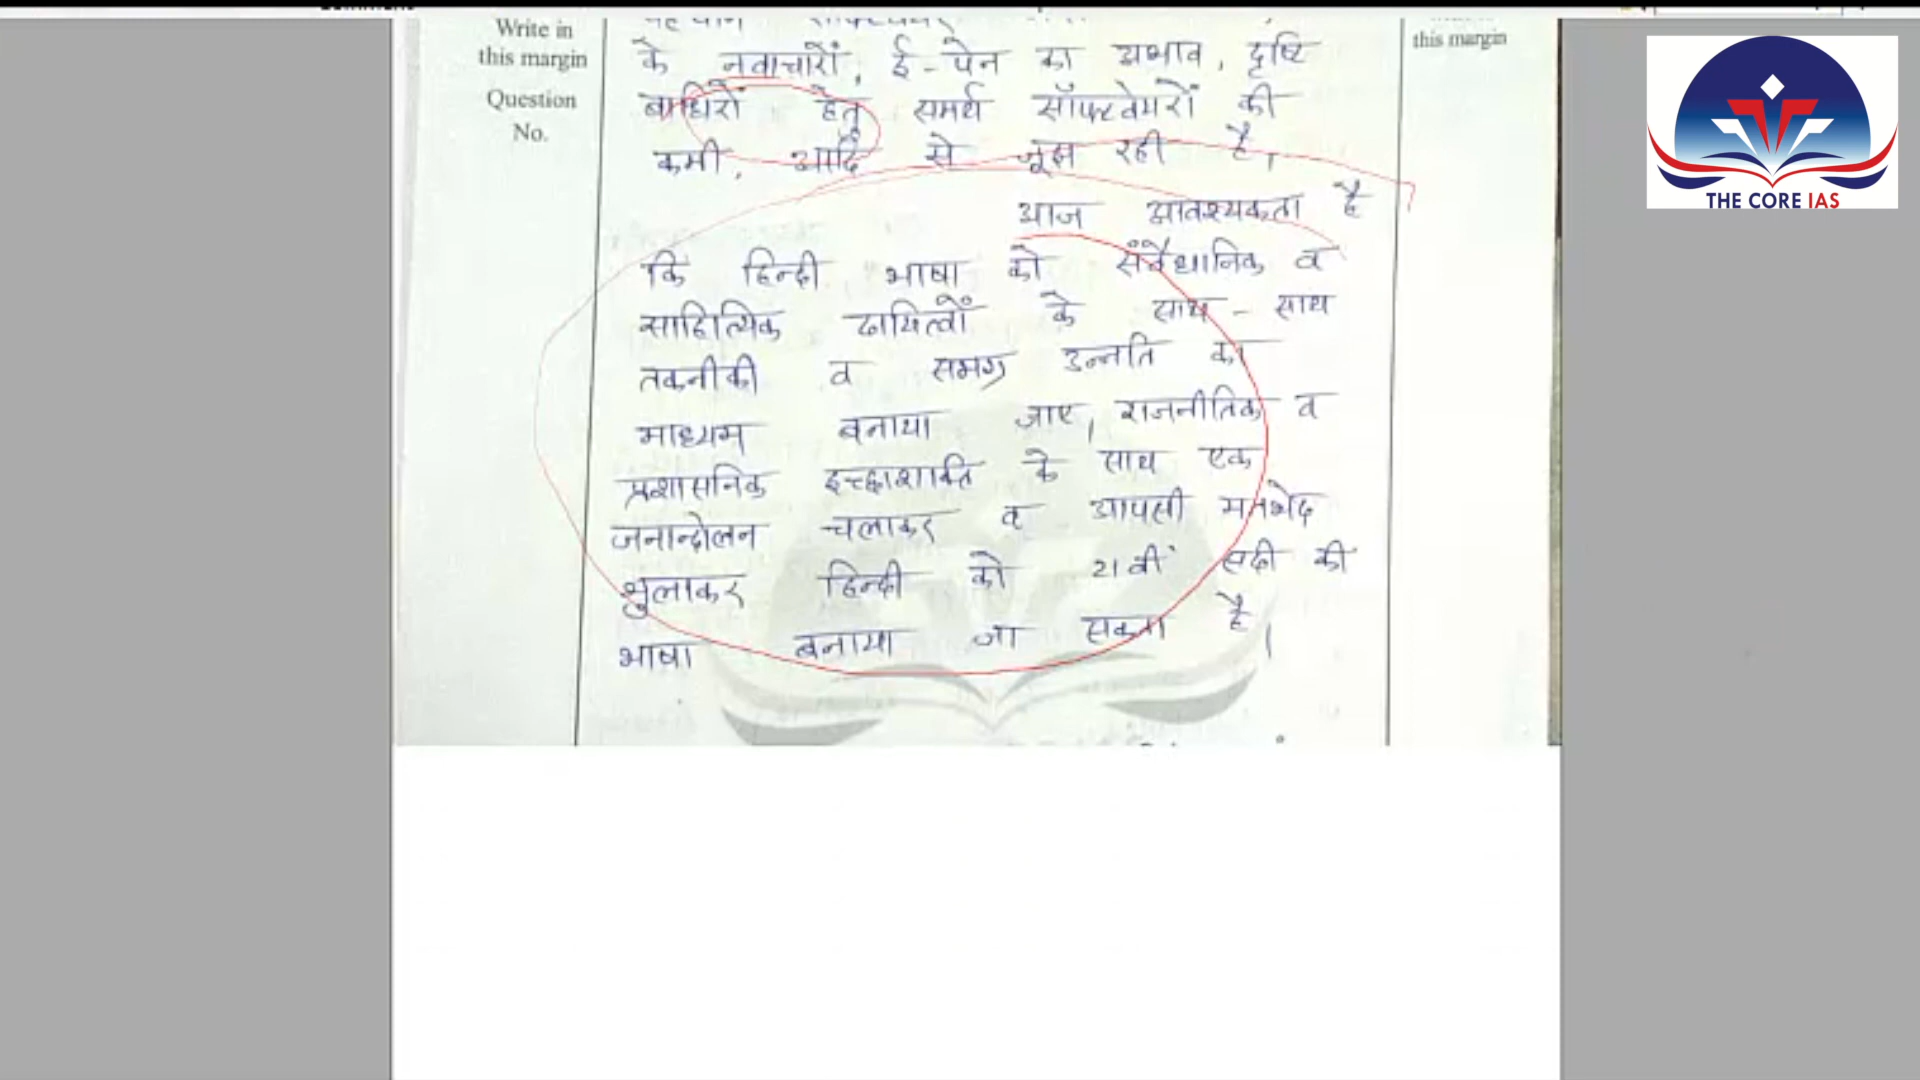 Write in
this margin
Question
No.
this margin
के नवाचारों, ई-पेन का अभाव, दृष्टि
बाधिरों हेतु समर्थ सॉफ्टवेयरों की
कमी, आदि से जूझ रही है।
आज आवश्यकता है
कि हिन्दी भाषा को संवैधानिक व
साहित्यिक दायित्वों के साथ-साथ
तकनीकी व समग्र उन्नति का
माध्यम बनाया जाए, राजनीतिक व
प्रशासनिक इच्छाशक्ति के साथ एक
जनान्दोलन चलाकर व आपसी मतभेद
भुलाकर हिन्दी को 21वीं सदी की
भाषा बनाया जा सकता है।
THE CORE IAS